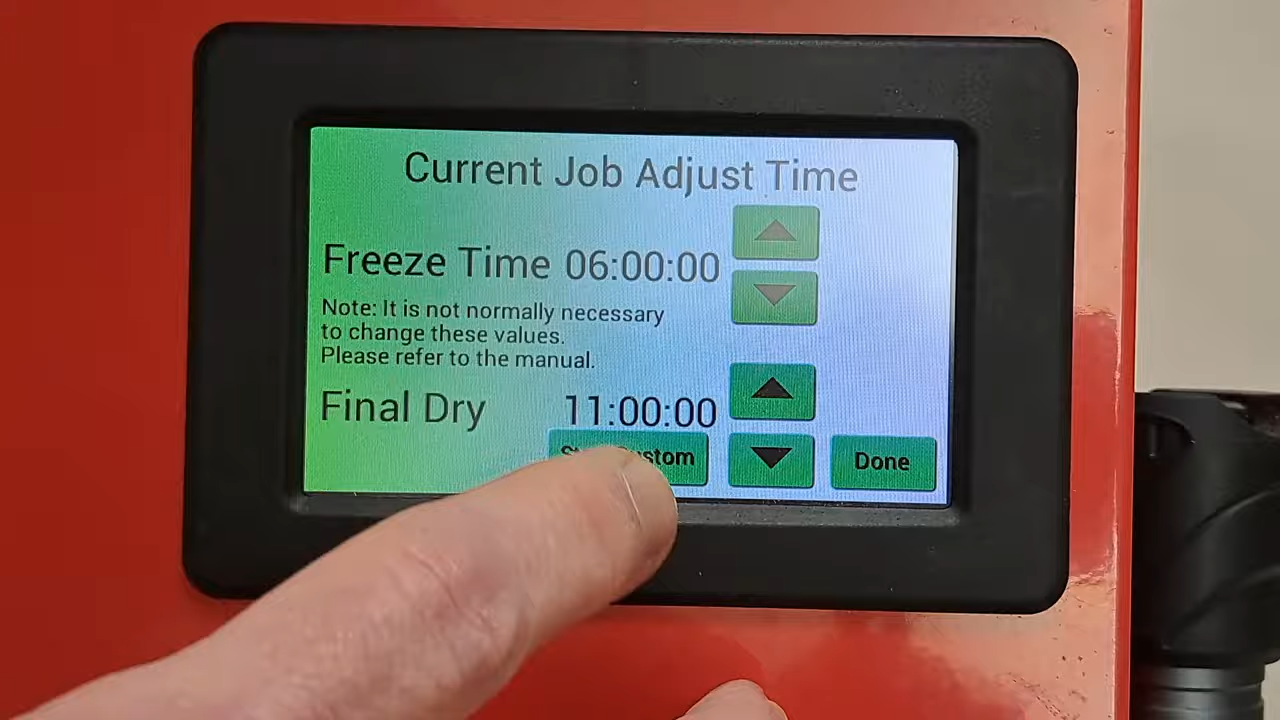 Current Job Adjust Time
Freeze Time 06:00:00
Note: It is not normally necessary
to change these values.
Please refer to the manual.
Final Dry 11:00:00
Done